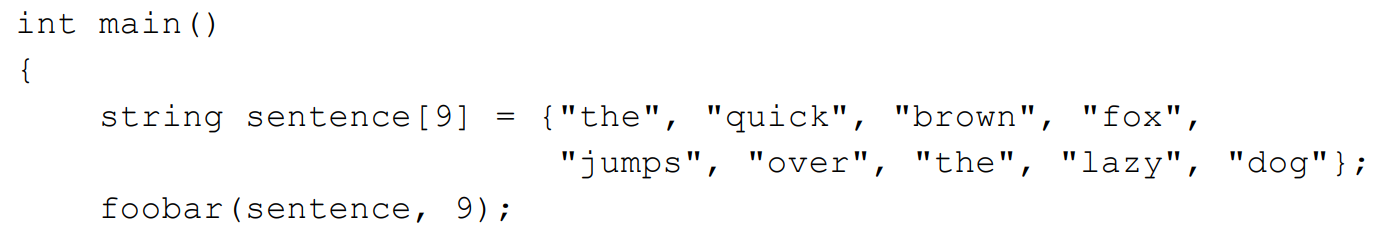 int main()
{
    string sentence[9] = {"the", "quick", "brown", "fox",
                          "jumps", "over", "the", "lazy", "dog"};
    foobar(sentence, 9);